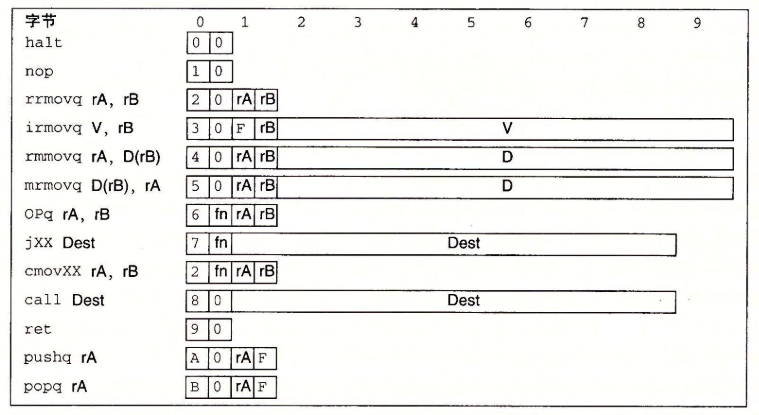 字节 0 1 2 3 4 5 6 7 8 9
halt 0 0
nop 1 0
rrmovq rA, rB 2 0 rA rB
irmovq V, rB 3 0 F rB V
rmmovq rA, D(rB) 4 0 rA rB D
mrmovq D(rB), rA 5 0 rA rB D
OPq rA, rB 6 fn rA rB
jXX Dest 7 fn Dest
cmovXX rA, rB 2 fn rA rB
call Dest 8 0 Dest
ret 9 0
pushq rA A 0 rA F
popq rA B 0 rA F